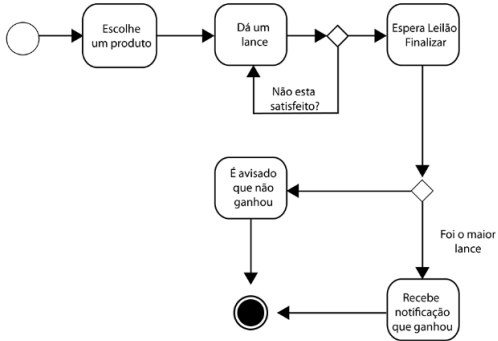 Escolhe
um produto
Dá um
lance
Espera Leilão
Finalizar
Não esta
satisfeito?
É avisado
que não
ganhou
Foi o maior
lance
Recebe
notificação
que ganhou